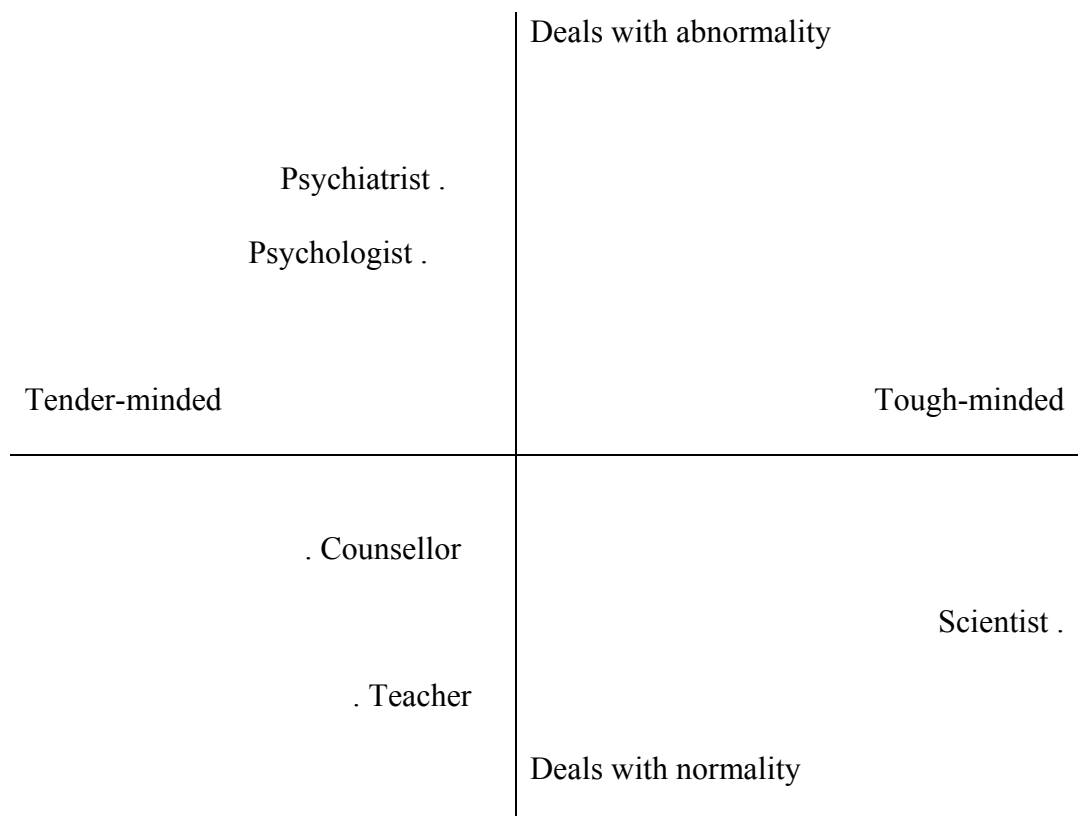 Deals with abnormality
Psychiatrist .
Psychologist .
Tender-minded
Tough-minded
. Counsellor
Scientist .
. Teacher
Deals with normality